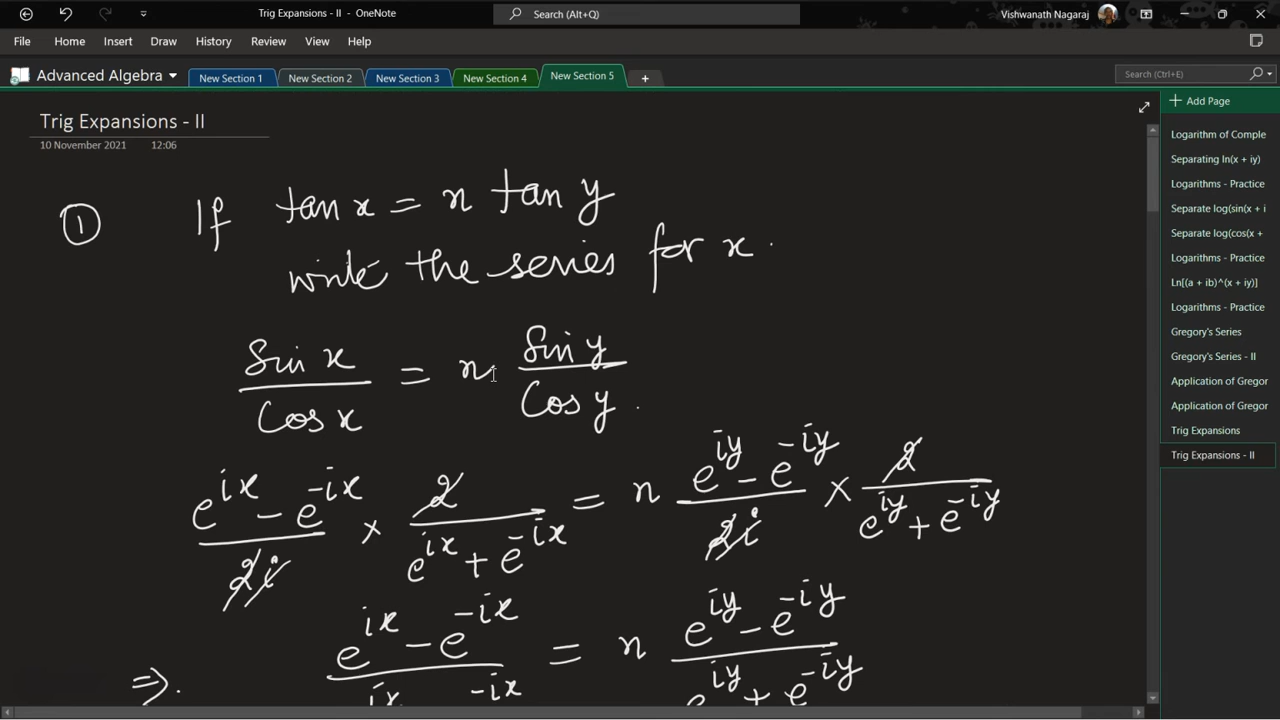 Trig Expansions - II - OneNote
Search (Alt+Q)
Vishwanath Nagaraj
File Home Insert Draw History Review View Help
Advanced Algebra
New Section 1 New Section 2 New Section 3 New Section 4 New Section 5 +
Search (Ctrl+E)
Trig Expansions - II
10 November 2021 12:06
① If tan x = n tan y
write the series for x.
Sin x / Cos x = n Sin y / Cos y.
e^ix - e^-ix / 2i × 2 / e^ix + e^-ix = n e^iy - e^-iy / 2i × 2 / e^iy + e^-iy
⇒. e^ix - e^-ix / e^ix + e^-ix = n e^iy - e^-iy / e^iy + e^-iy
Add Page
Logarithm of Comple
Separating ln(x + iy)
Logarithms - Practice
Separate log(sin(x + i
Separate log(cos(x +
Logarithms - Practice
Ln[(a + ib)^(x + iy)]
Logarithms - Practice
Gregory's Series
Gregory's Series - II
Application of Gregor
Application of Gregor
Trig Expansions
Trig Expansions - II